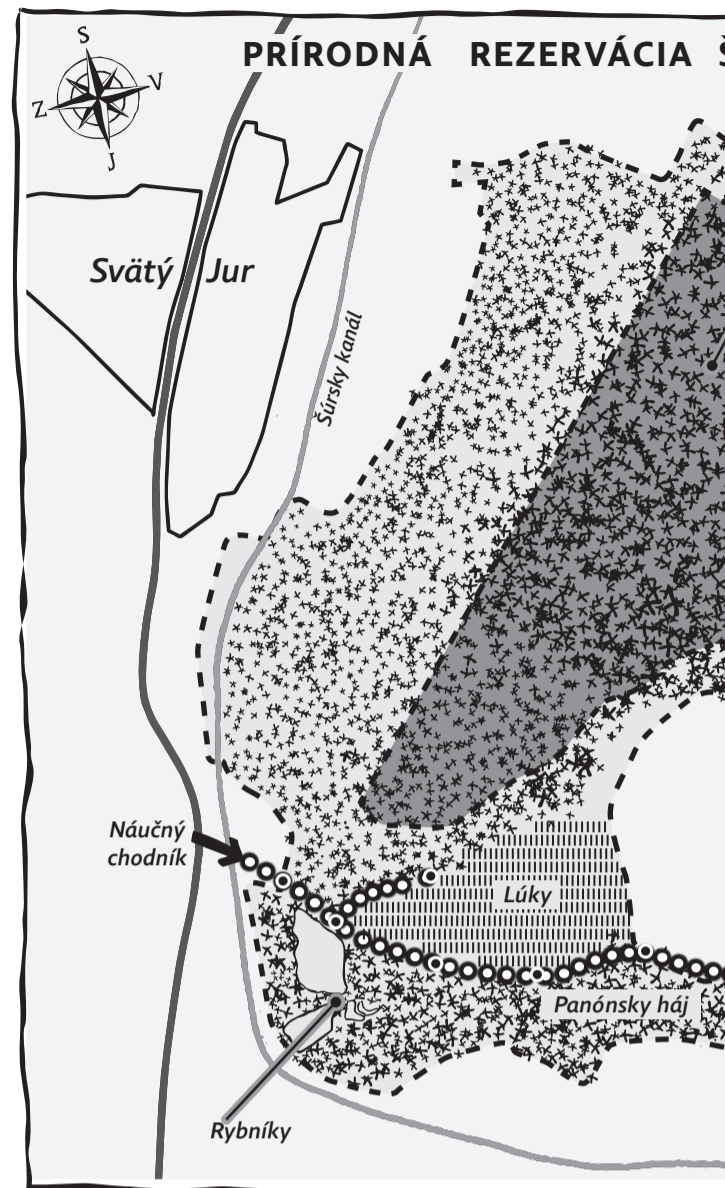 S
PRÍRODNÁ REZERVÁCIA Š
Z
V
J
Svätý Jur
Šúrsky kanál
Náučný
chodník
Lúky
Panónsky háj
Rybníky